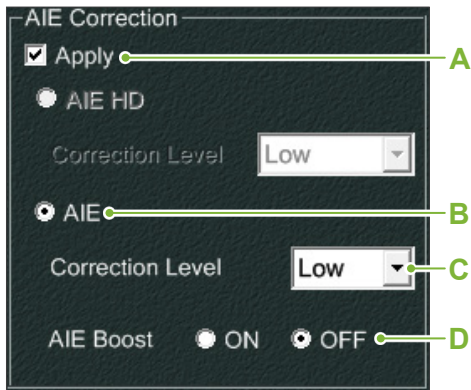 AIE Correction
Apply
A
AIE HD
Correction Level Low
AIE
B
Correction Level Low
C
AIE Boost ON OFF
D